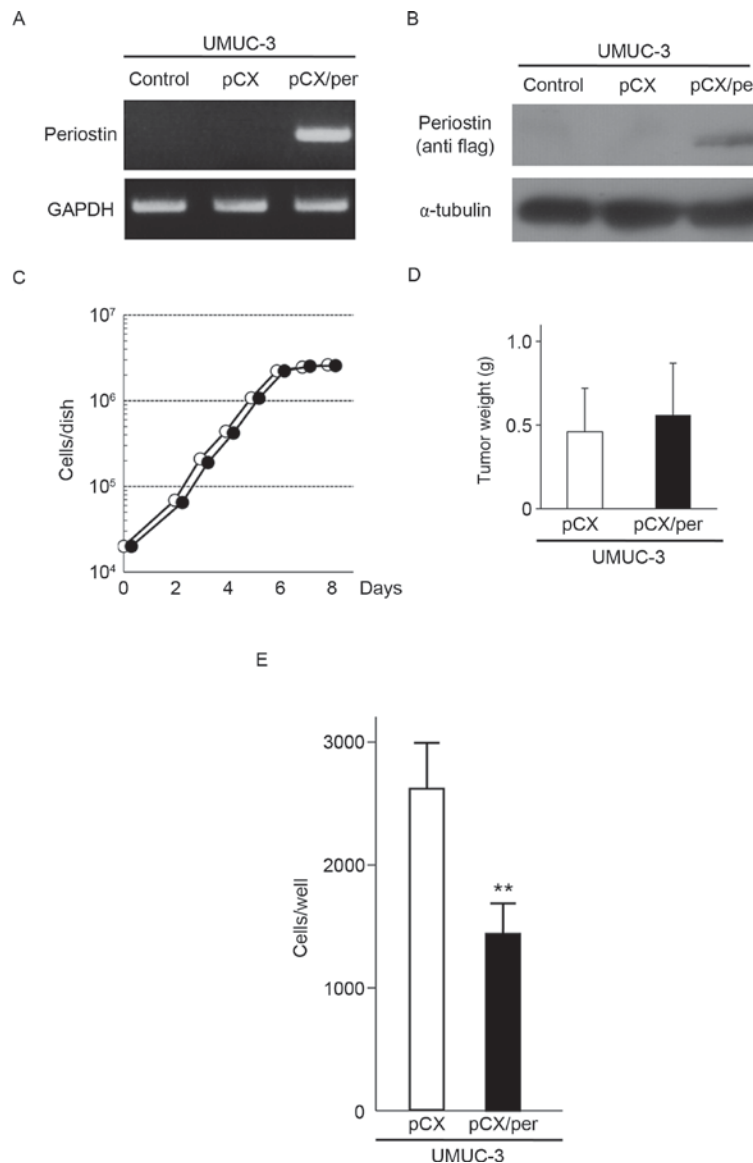 A
UMUC-3
Control pCX pCX/per
Periostin
GAPDH
B
UMUC-3
Control pCX pCX/per
Periostin
(anti flag)
α-tubulin
C
10⁷
10⁶
10⁵
10⁴
Cells/dish
0 2 4 6 8 Days
D
1.0
0.5
0
Tumor weight (g)
pCX pCX/per
UMUC-3
E
3000
2000
1000
0
Cells/well
**
pCX pCX/per
UMUC-3